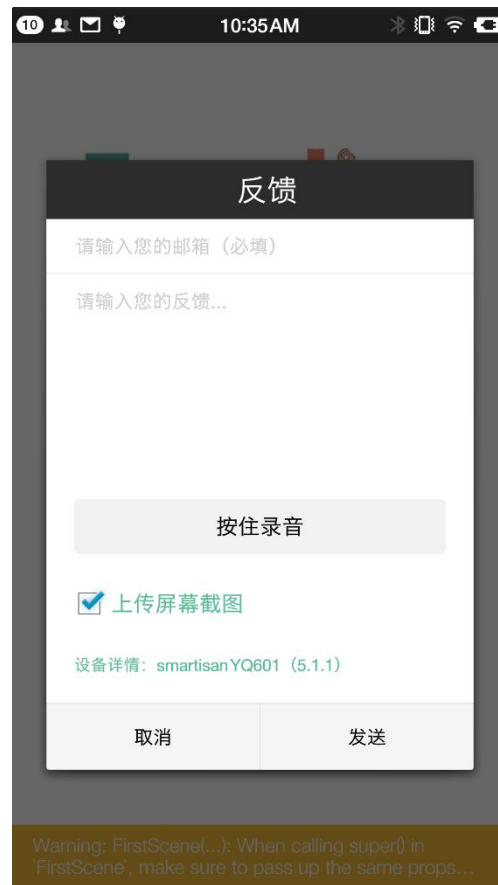 10
10:35AM
反馈
请输入您的邮箱（必填）
请输入您的反馈...
按住录音
上传屏幕截图
设备详情：smartisan YQ601（5.1.1）
取消
发送
Warning: FirstScene(...): When calling super() in
`FirstScene`, make sure to pass up the same props...